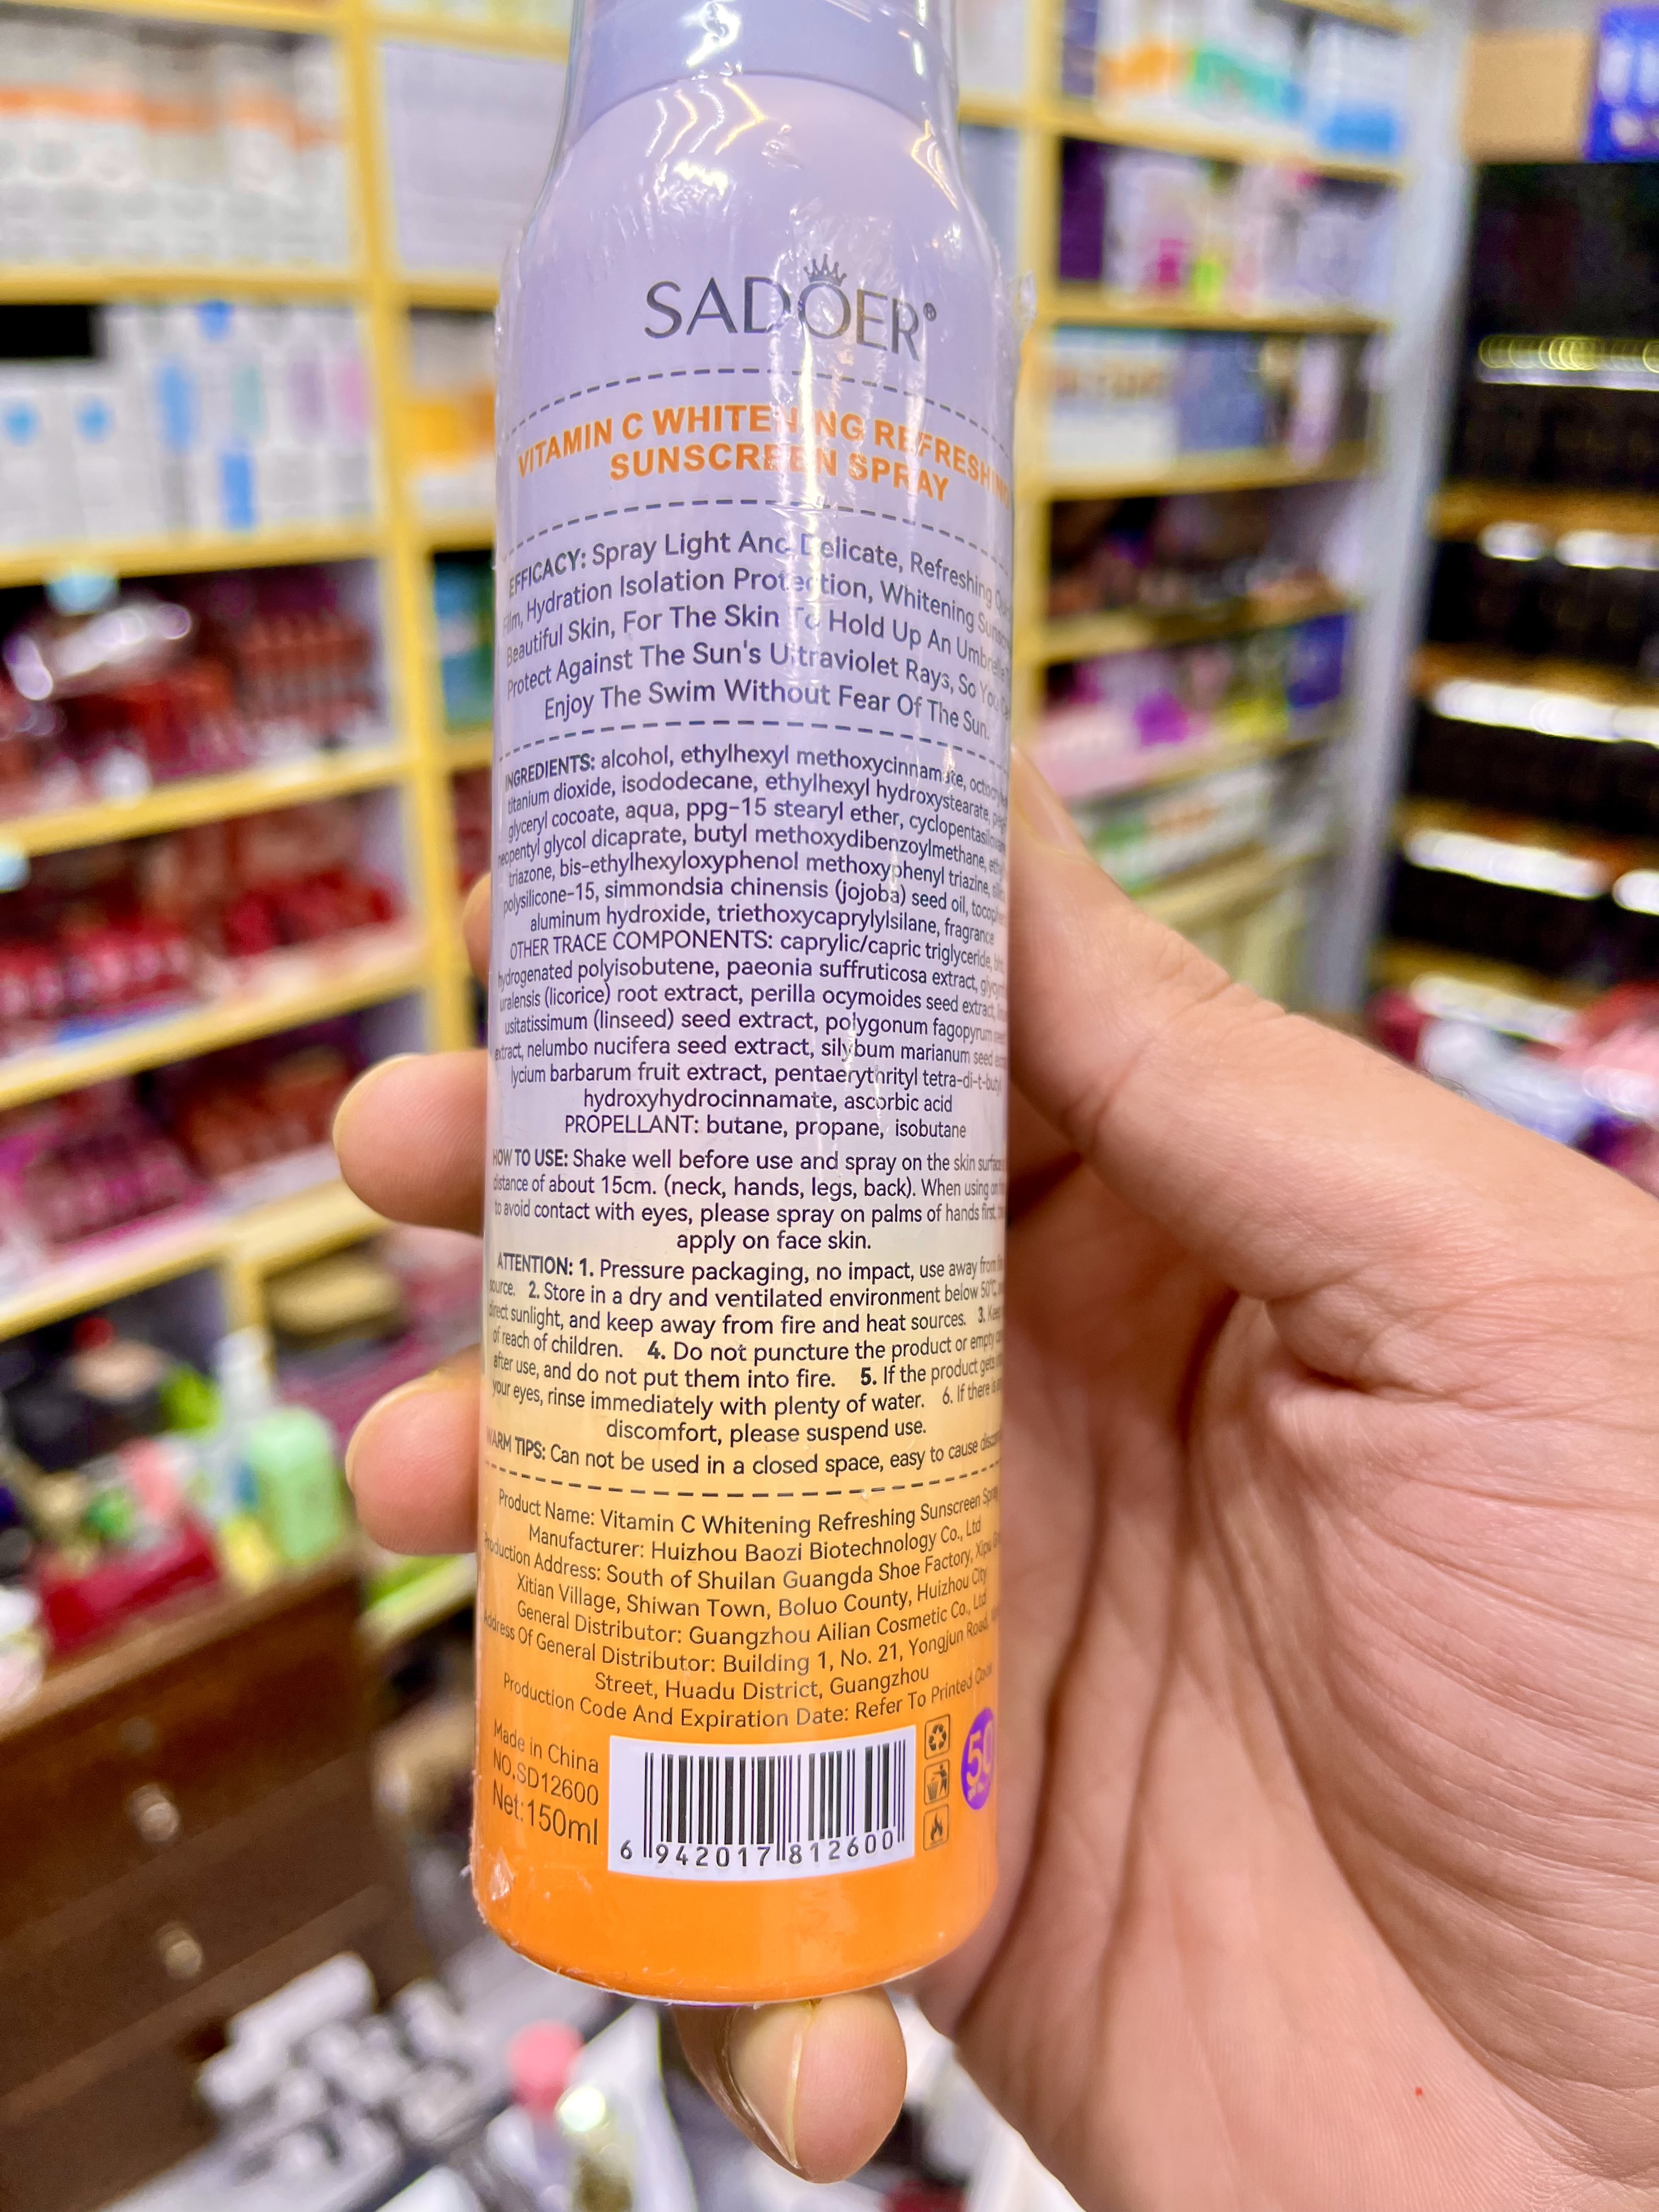 SADOER®
VITAMIN C WHITENING REFRESHING
SUNSCREEN SPRAY
EFFICACY: Spray Light And Delicate, Refreshing
Film, Hydration Isolation Protection, Whitening
Beautiful Skin, For The Skin To Hold Up An
Protect Against The Sun's Ultraviolet Rays, So You
Enjoy The Swim Without Fear Of The Sun.
INGREDIENTS: alcohol, ethylhexyl methoxycinnamate,
titanium dioxide, isododecane, ethylhexyl hydroxystearate,
glyceryl cocoate, aqua, ppg-15 stearyl ether, cyclopentasiloxane
neopentyl glycol dicaprate, butyl methoxydibenzoylmethane,
triazone, bis-ethylhexyloxyphenol methoxyphenyl triazine,
polysilicone-15, simmondsia chinensis (jojoba) seed oil,
aluminum hydroxide, triethoxycaprylylsilane, fragrance
OTHER TRACE COMPONENTS: caprylic/capric triglyceride,
hydrogenated polyisobutene, paeonia suffruticosa extract,
uralensis (licorice) root extract, perilla ocymoides seed extract,
usitatissimum (linseed) seed extract, polygonum fagopyrum
extract, nelumbo nucifera seed extract, silybum marianum seed
lycium barbarum fruit extract, pentaerythrityl tetra-di-t-butyl
hydroxyhydrocinnamate, ascorbic acid
PROPELLANT: butane, propane, isobutane
HOW TO USE: Shake well before use and spray on the skin surface
distance of about 15cm. (neck, hands, legs, back). When using
to avoid contact with eyes, please spray on palms of hands first,
apply on face skin.
ATTENTION: 1. Pressure packaging, no impact, use away from
source. 2. Store in a dry and ventilated environment below 50℃,
direct sunlight, and keep away from fire and heat sources. 3. Keep
of reach of children. 4. Do not puncture the product or empty
after use, and do not put them into fire. 5. If the product gets
your eyes, rinse immediately with plenty of water. 6. If there is
discomfort, please suspend use.
WARM TIPS: Can not be used in a closed space, easy to cause
Product Name: Vitamin C Whitening Refreshing Sunscreen Spray
Manufacturer: Huizhou Baozi Biotechnology Co., Ltd
Production Address: South of Shuilan Guangda Shoe Factory,
Xitian Village, Shiwan Town, Boluo County, Huizhou City
General Distributor: Guangzhou Ailian Cosmetic Co., Ltd
Address Of General Distributor: Building 1, No. 21, Yongjun Road,
Street, Huadu District, Guangzhou
Production Code And Expiration Date: Refer To Printed Code
Made in China
NO.SD12600
Net:150ml
6 942017 812600
50